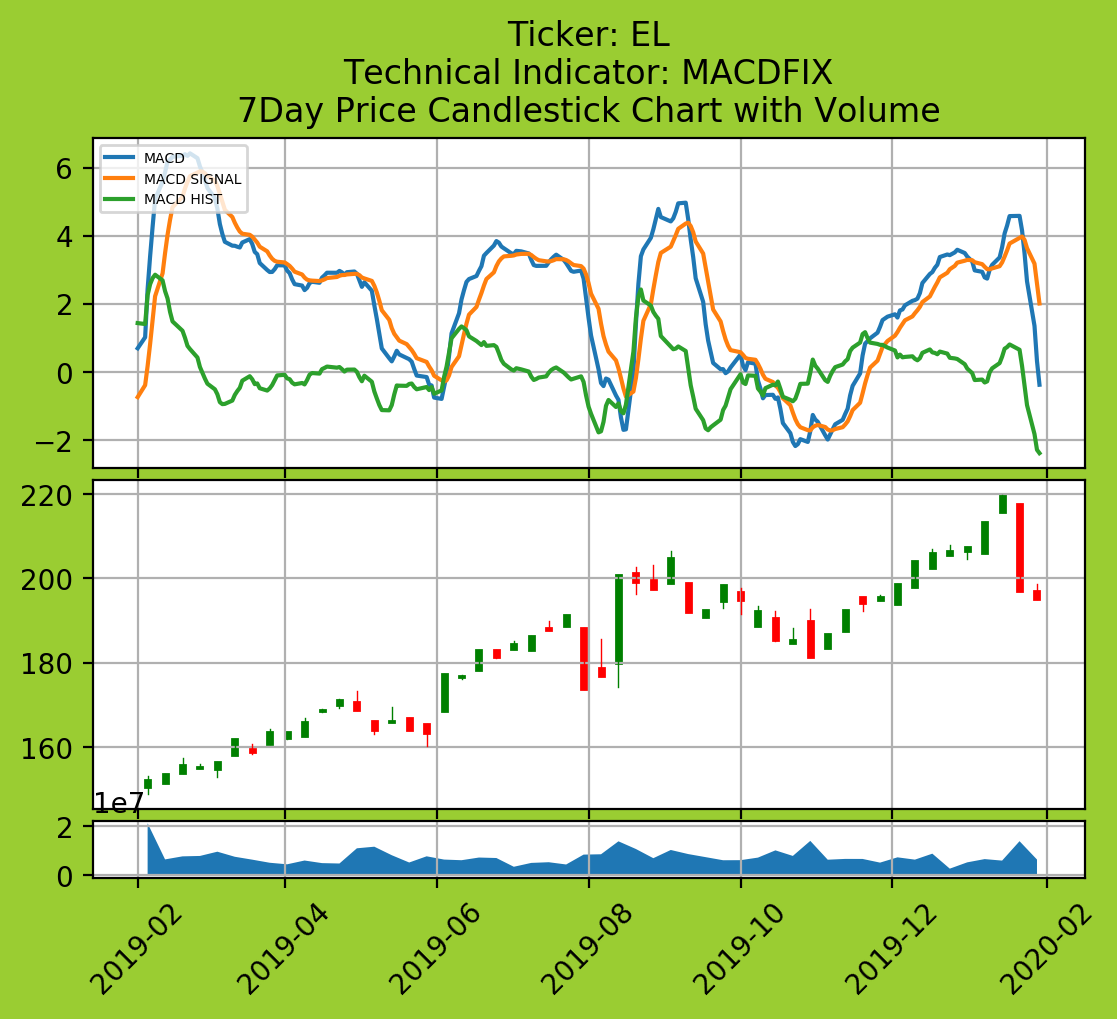 Ticker: EL
Technical Indicator: MACDFIX
7Day Price Candlestick Chart with Volume
MACD
MACD SIGNAL
MACD HIST
6
4
2
0
−2
220
200
180
160
1e7
2
0
2019-02
2019-04
2019-06
2019-08
2019-10
2019-12
2020-02